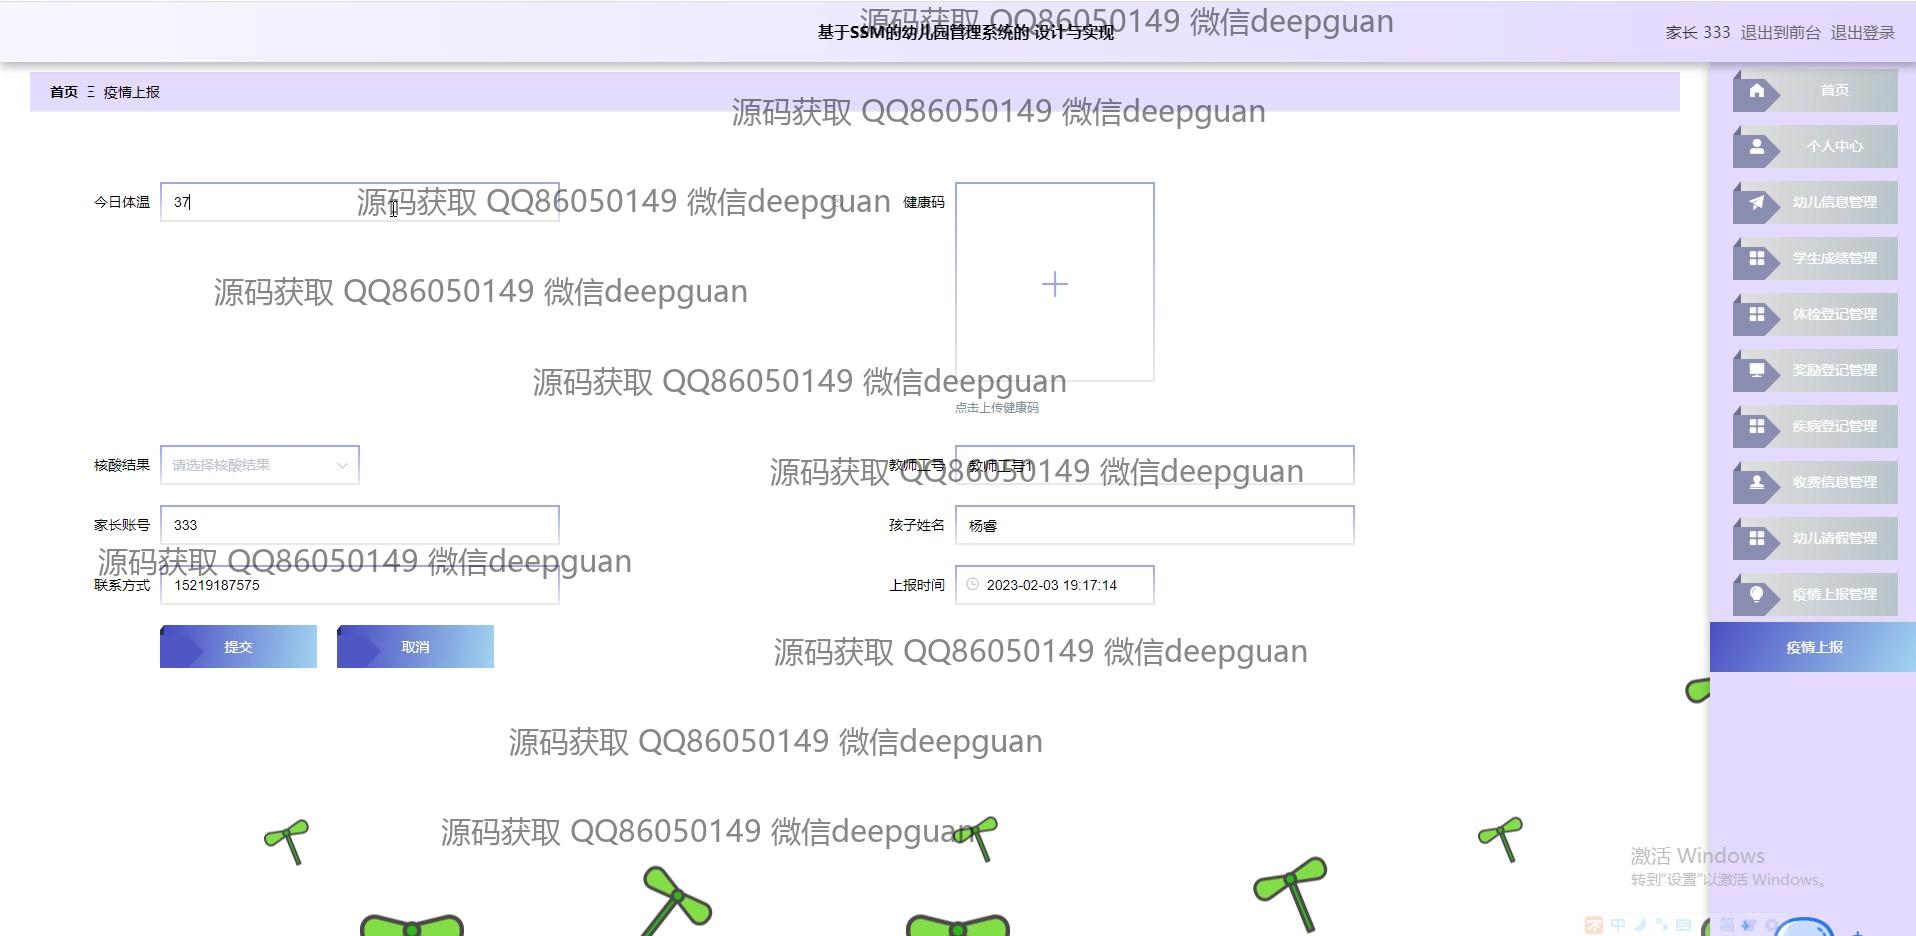 基于SSM的幼儿园管理系统的 设计与实现
源码获取 QQ86050149 微信deepguan
家长 333 退出到前台 退出登录
首页 Ξ 疫情上报
源码获取 QQ86050149 微信deepguan
首页
个人中心
今日体温 37
源码获取 QQ86050149 微信deepguan
健康码
幼儿信息管理
学生成绩管理
源码获取 QQ86050149 微信deepguan
体检登记管理
源码获取 QQ86050149 微信deepguan
奖励登记管理
点击上传健康码
疾病登记管理
核酸结果 请选择核酸结果
教师工号 教师工号1
源码获取 QQ86050149 微信deepguan
收费信息管理
家长账号 333
孩子姓名 杨睿
幼儿请假管理
源码获取 QQ86050149 微信deepguan
联系方式 15219187575
上报时间 2023-02-03 19:17:14
疫情上报管理
提交 取消
源码获取 QQ86050149 微信deepguan
疫情上报
源码获取 QQ86050149 微信deepguan
源码获取 QQ86050149 微信deepguan
激活 Windows
转到"设置"以激活 Windows。
中 简